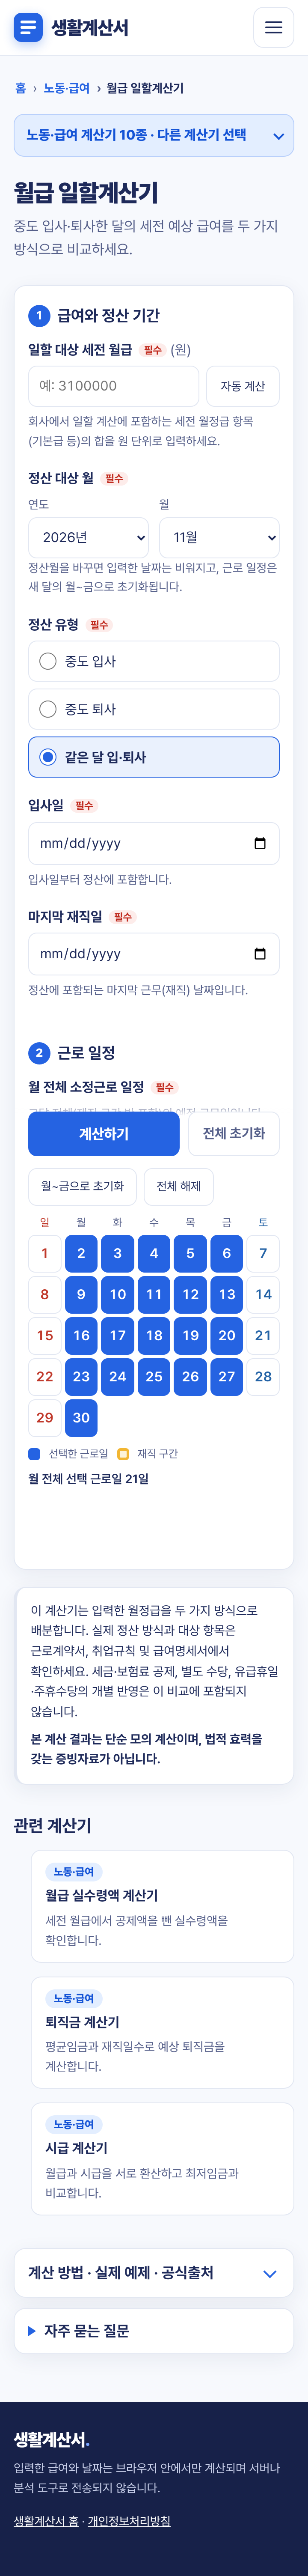 생활계산서
홈 › 노동·급여 › 월급 일할계산기
노동·급여 계산기 10종 · 다른 계산기 선택
월급 일할계산기
중도 입사·퇴사한 달의 세전 예상 급여를 두 가지
방식으로 비교하세요.
1 급여와 정산 기간
일할 대상 세전 월급 필수 (원)
예: 3100000 자동 계산
회사에서 일할 계산에 포함하는 세전 월정급 항목
(기본급 등)의 합을 원 단위로 입력하세요.
정산 대상 월 필수
연도 월
2026년 11월
정산월을 바꾸면 입력한 날짜는 비워지고, 근로 일정은
새 달의 월~금으로 초기화됩니다.
정산 유형 필수
중도 입사
중도 퇴사
같은 달 입·퇴사
입사일 필수
mm/dd/yyyy
입사일부터 정산에 포함합니다.
마지막 재직일 필수
mm/dd/yyyy
정산에 포함되는 마지막 근무(재직) 날짜입니다.
2 근로 일정
월 전체 소정근로 일정 필수
계산하기 전체 초기화
월~금으로 초기화 전체 해제
일 월 화 수 목 금 토
1 2 3 4 5 6 7
8 9 10 11 12 13 14
15 16 17 18 19 20 21
22 23 24 25 26 27 28
29 30
선택한 근로일 재직 구간
월 전체 선택 근로일 21일
이 계산기는 입력한 월정급을 두 가지 방식으로
배분합니다. 실제 정산 방식과 대상 항목은
근로계약서, 취업규칙 및 급여명세서에서
확인하세요. 세금·보험료 공제, 별도 수당, 유급휴일
·주휴수당의 개별 반영은 이 비교에 포함되지
않습니다.
본 계산 결과는 단순 모의 계산이며, 법적 효력을
갖는 증빙자료가 아닙니다.
관련 계산기
노동·급여
월급 실수령액 계산기
세전 월급에서 공제액을 뺀 실수령액을
확인합니다.
노동·급여
퇴직금 계산기
평균임금과 재직일수로 예상 퇴직금을
계산합니다.
노동·급여
시급 계산기
월급과 시급을 서로 환산하고 최저임금과
비교합니다.
계산 방법 · 실제 예제 · 공식출처
자주 묻는 질문
생활계산서.
입력한 급여와 날짜는 브라우저 안에서만 계산되며 서버나
분석 도구로 전송되지 않습니다.
생활계산서 홈 · 개인정보처리방침